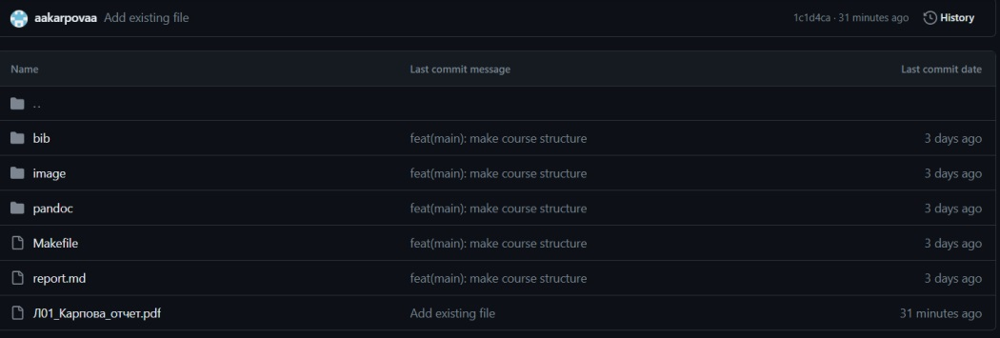 aakarpovaa Add existing file 1c1d4ca · 31 minutes ago History
Name Last commit message Last commit date
..
bib feat(main): make course structure 3 days ago
image feat(main): make course structure 3 days ago
pandoc feat(main): make course structure 3 days ago
Makefile feat(main): make course structure 3 days ago
report.md feat(main): make course structure 3 days ago
Л01_Карпова_отчет.pdf Add existing file 31 minutes ago